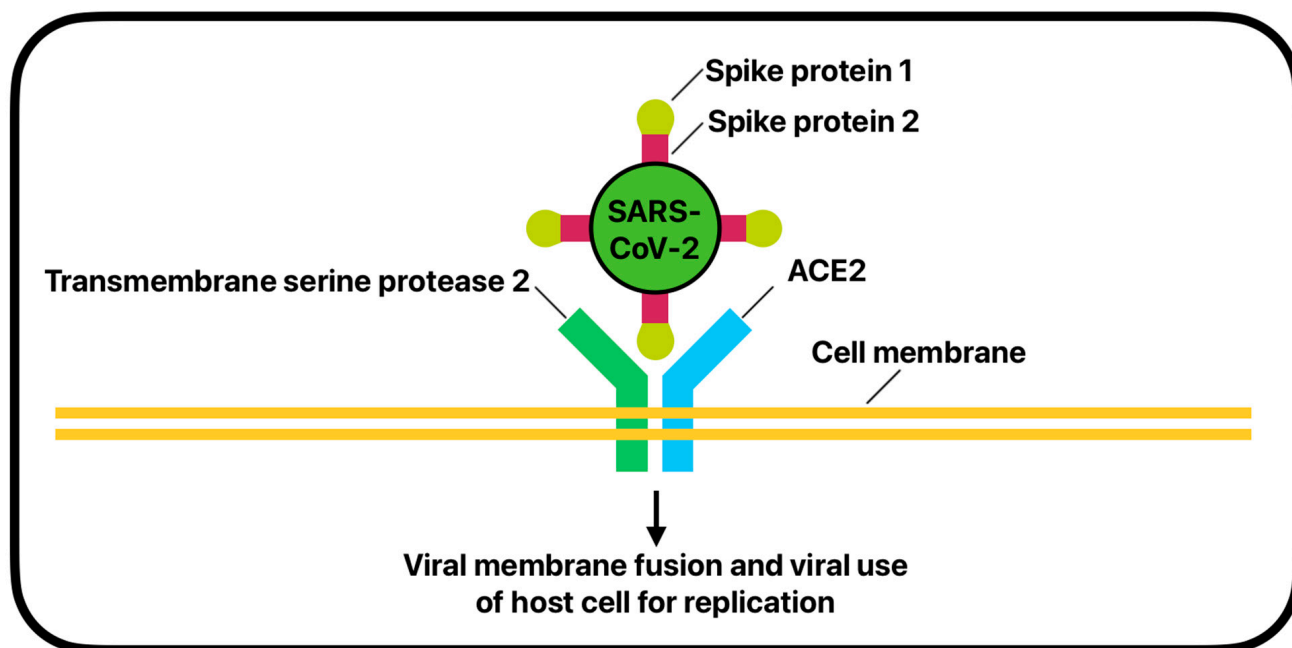 Spike protein 1
Spike protein 2
SARS-
CoV-2
Transmembrane serine protease 2
ACE2
Cell membrane
Viral membrane fusion and viral use
of host cell for replication